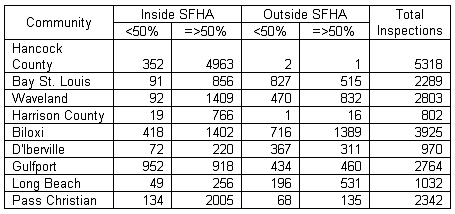 Community Inside SFHA Outside SFHA Total Inspections
<50% =>50% <50% =>50%
Hancock
County 352 4963 2 1 5318
Bay St. Louis 91 856 827 515 2289
Waveland 92 1409 470 832 2803
Harrison County 19 766 1 16 802
Biloxi 418 1402 716 1389 3925
D'Iberville 72 220 367 311 970
Gulfport 952 918 434 460 2764
Long Beach 49 256 196 531 1032
Pass Christian 134 2005 68 135 2342